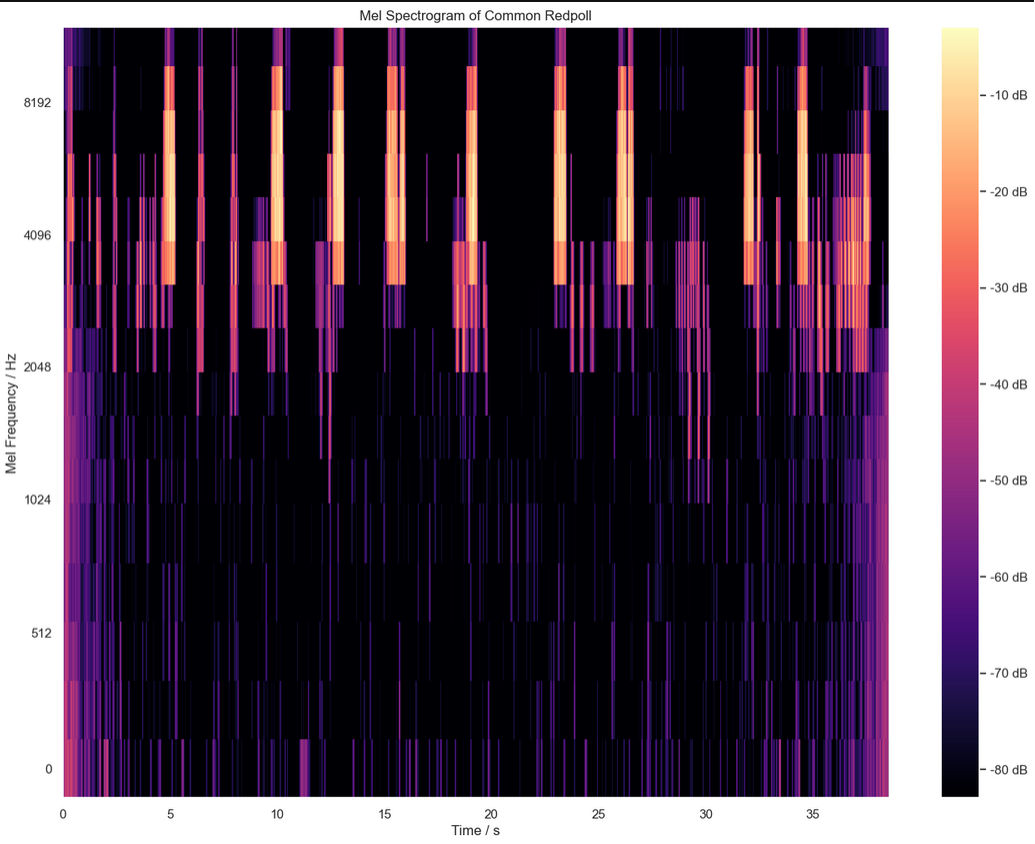 Mel Spectrogram of Common Redpoll
Mel Frequency / Hz
8192
4096
2048
1024
512
0
0 5 10 15 20 25 30 35
Time / s
-10 dB
-20 dB
-30 dB
-40 dB
-50 dB
-60 dB
-70 dB
-80 dB